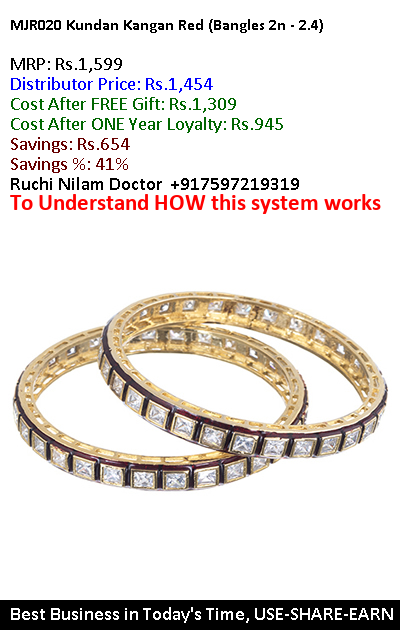 MJR020 Kundan Kangan Red (Bangles 2n - 2.4)
MRP: Rs.1,599
Distributor Price: Rs.1,454
Cost After FREE Gift: Rs.1,309
Cost After ONE Year Loyalty: Rs.945
Savings: Rs.654
Savings %: 41%
Ruchi Nilam Doctor +917597219319
To Understand HOW this system works
Best Business in Today's Time, USE-SHARE-EARN